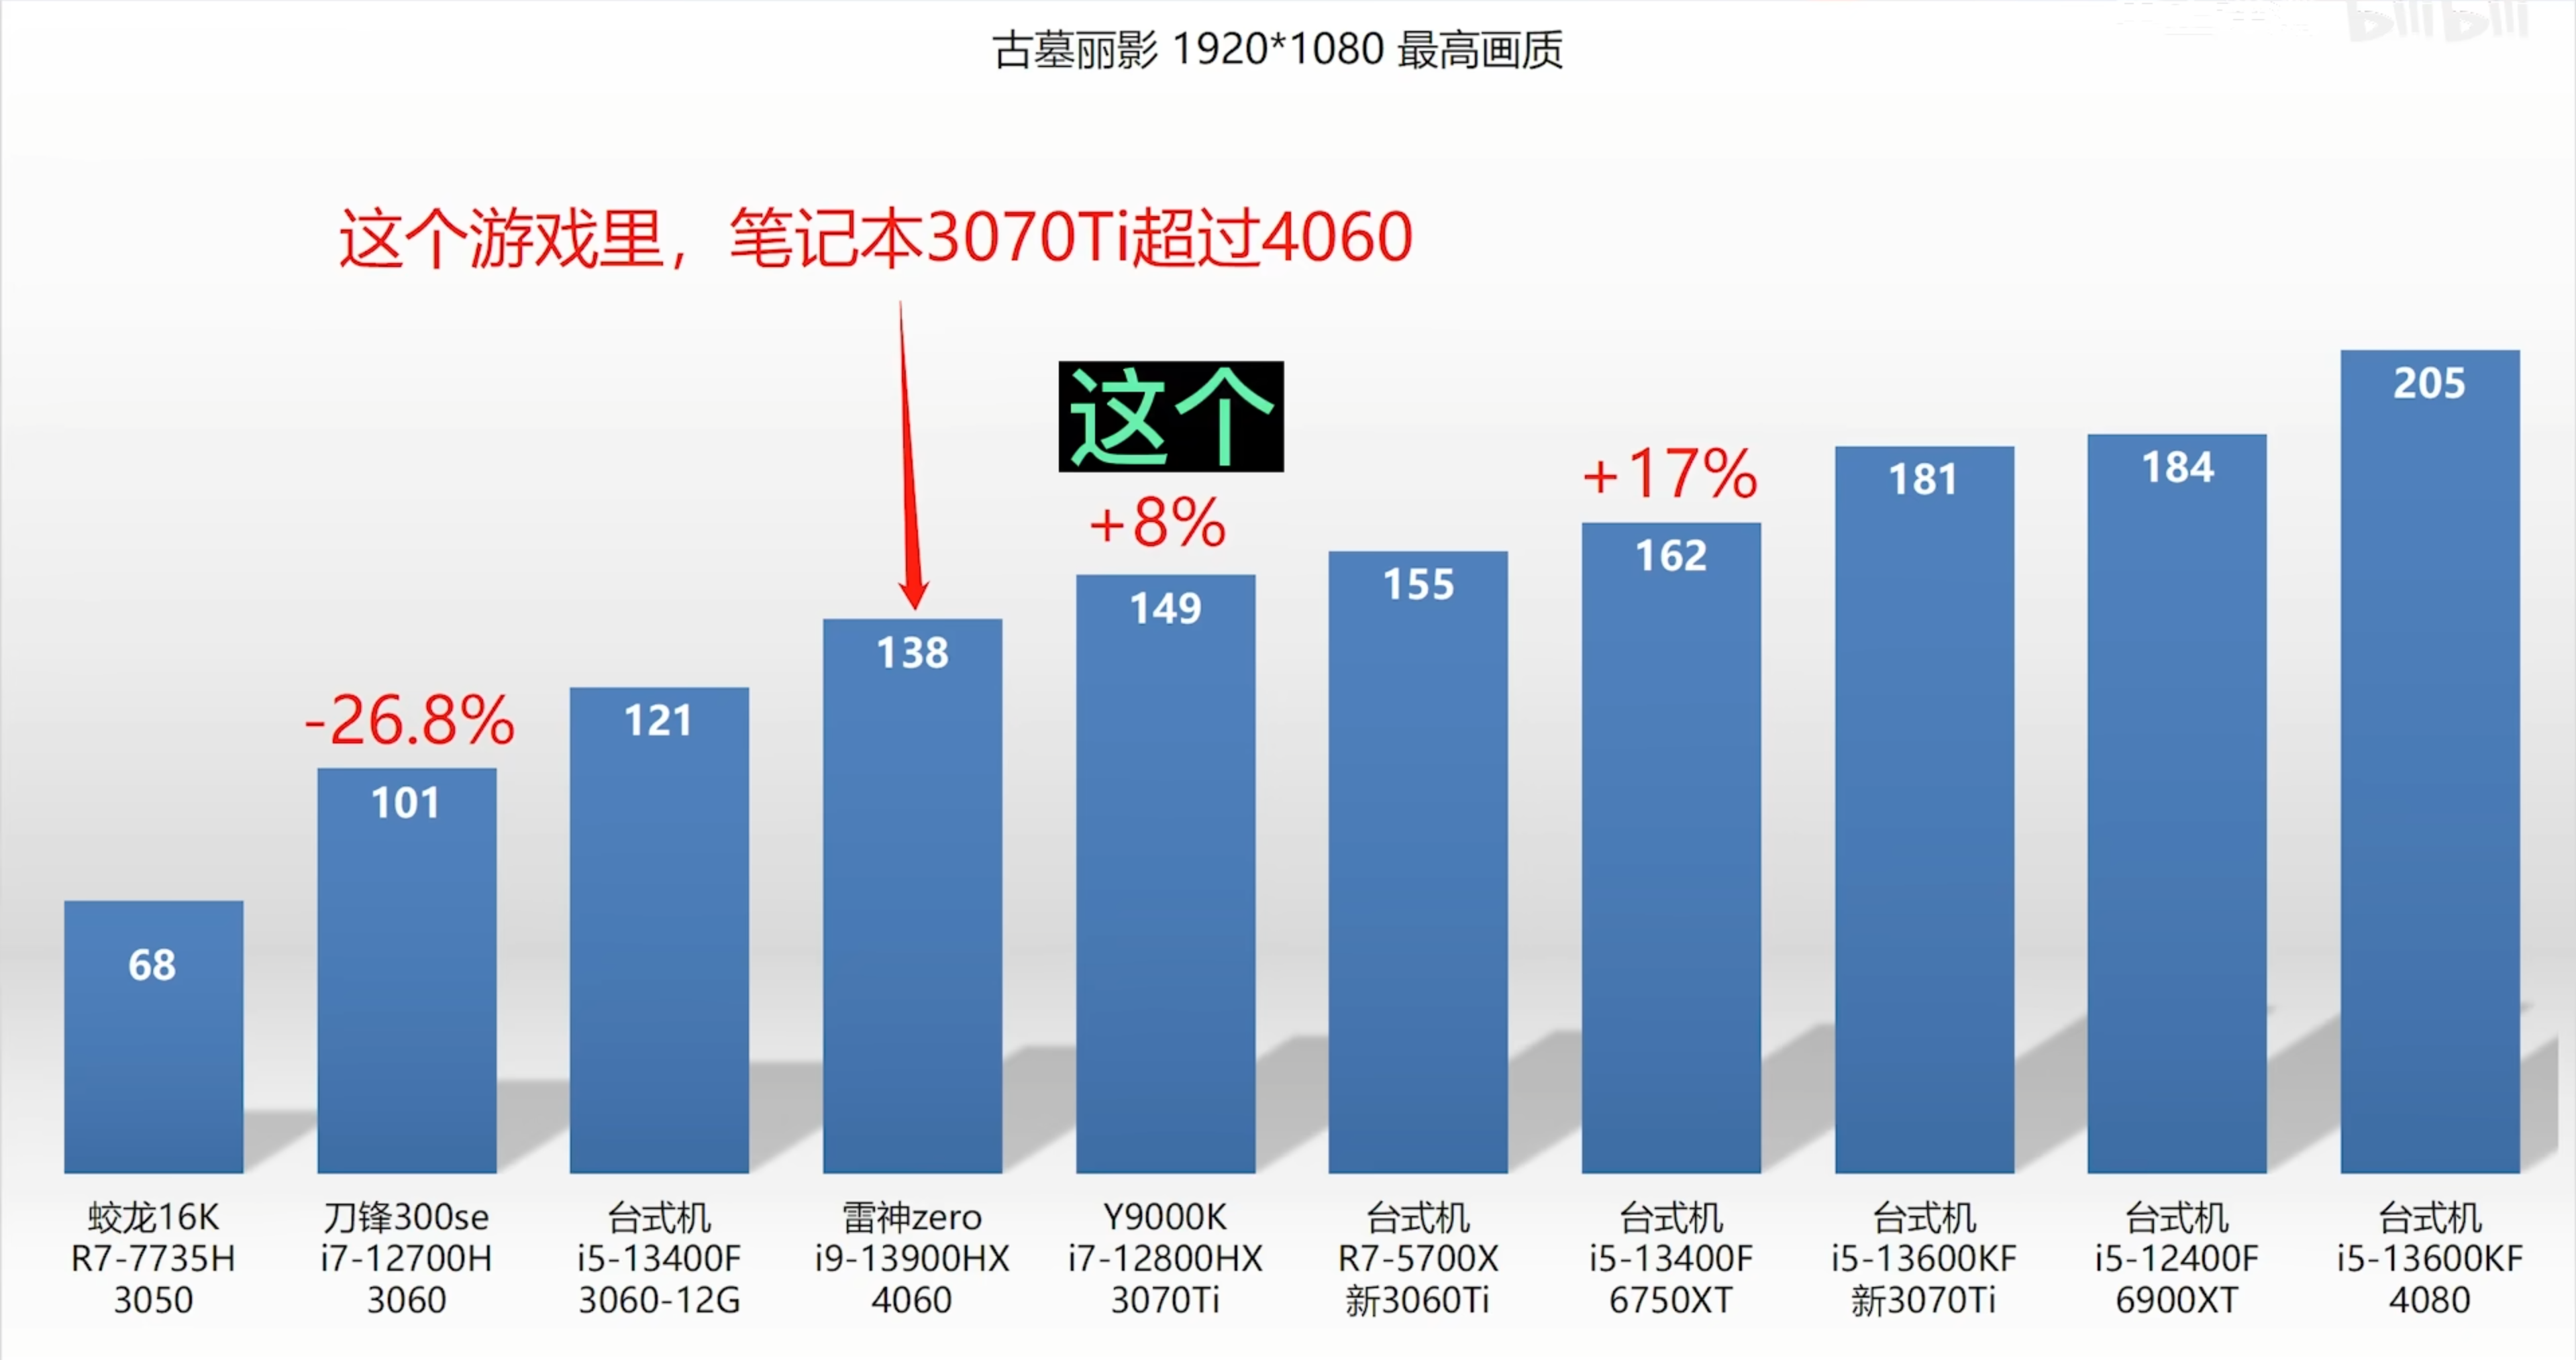 古墓丽影 1920*1080 最高画质
bilibili
这个游戏里，笔记本3070Ti超过4060
这个
205
+17%
181
184
+8%
162
155
149
138
-26.8%
121
101
68
蛟龙16K
R7-7735H
3050
刀锋300se
i7-12700H
3060
台式机
i5-13400F
3060-12G
雷神zero
i9-13900HX
4060
Y9000K
i7-12800HX
3070Ti
台式机
R7-5700X
新3060Ti
台式机
i5-13400F
6750XT
台式机
i5-13600KF
新3070Ti
台式机
i5-12400F
6900XT
台式机
i5-13600KF
4080